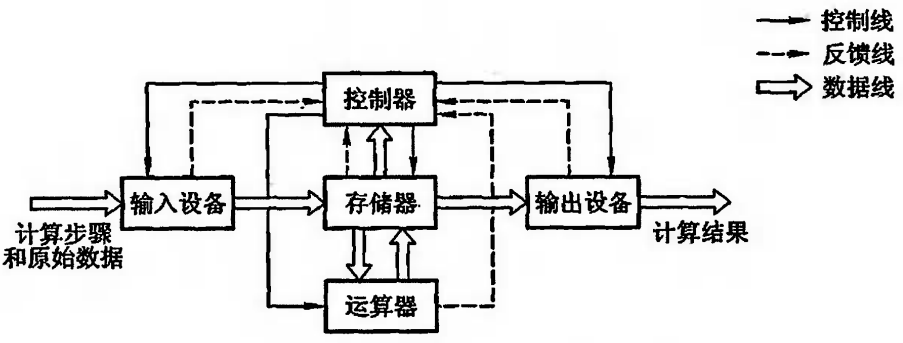 控制线
反馈线
数据线
控制器
输入设备
存储器
输出设备
计算步骤
和原始数据
计算结果
运算器